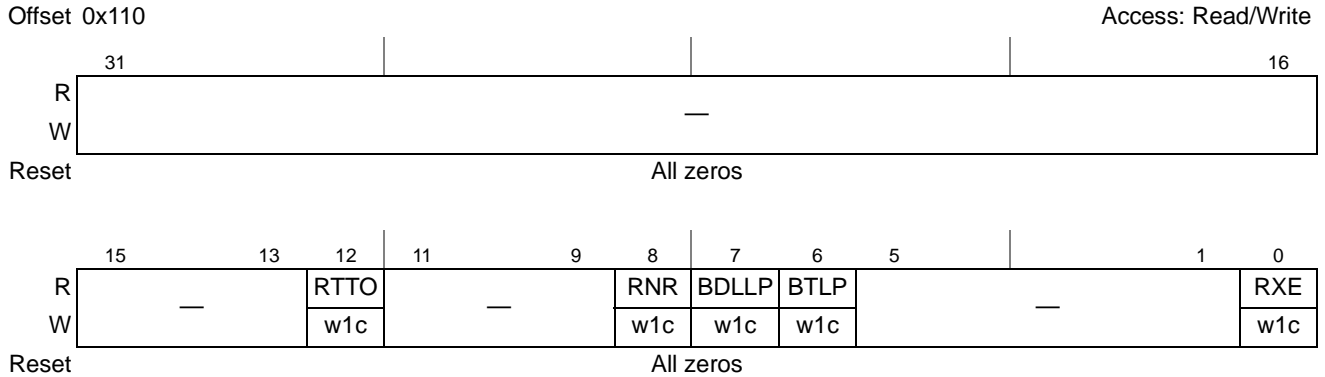 Offset 0x110 Access: Read/Write
31 16
R
—
W
Reset All zeros
15 13 12 11 9 8 7 6 5 1 0
R — RTTO — RNR BDLLP BTLP — RXE
W w1c w1c w1c w1c w1c
Reset All zeros